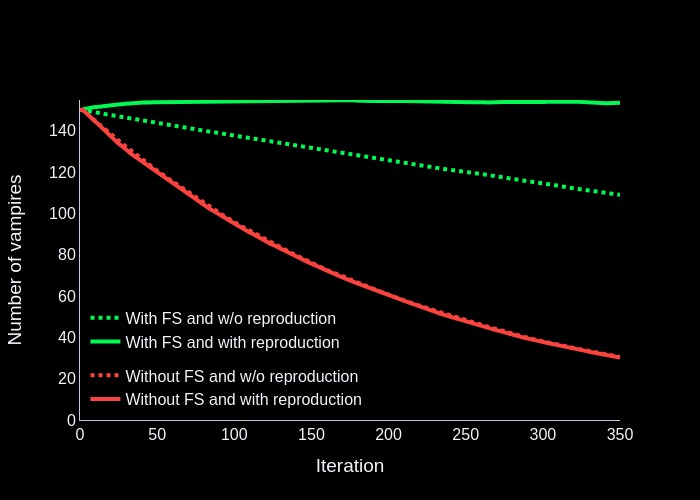 Number of vampires
140
120
100
80
60
40
20
0
With FS and w/o reproduction
With FS and with reproduction
Without FS and w/o reproduction
Without FS and with reproduction
0 50 100 150 200 250 300 350
Iteration